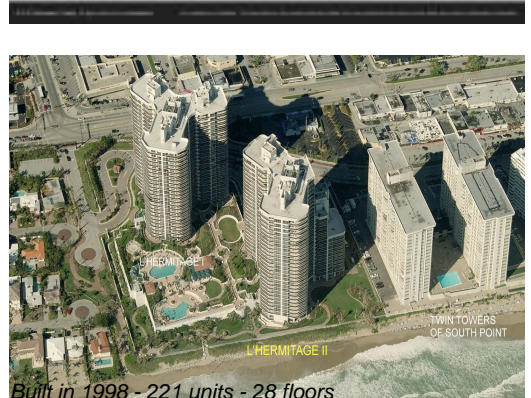 L'HERMITAGE I
TWIN TOWERS
OF SOUTH POINT
L'HERMITAGE II
Built in 1998 - 221 units - 28 floors